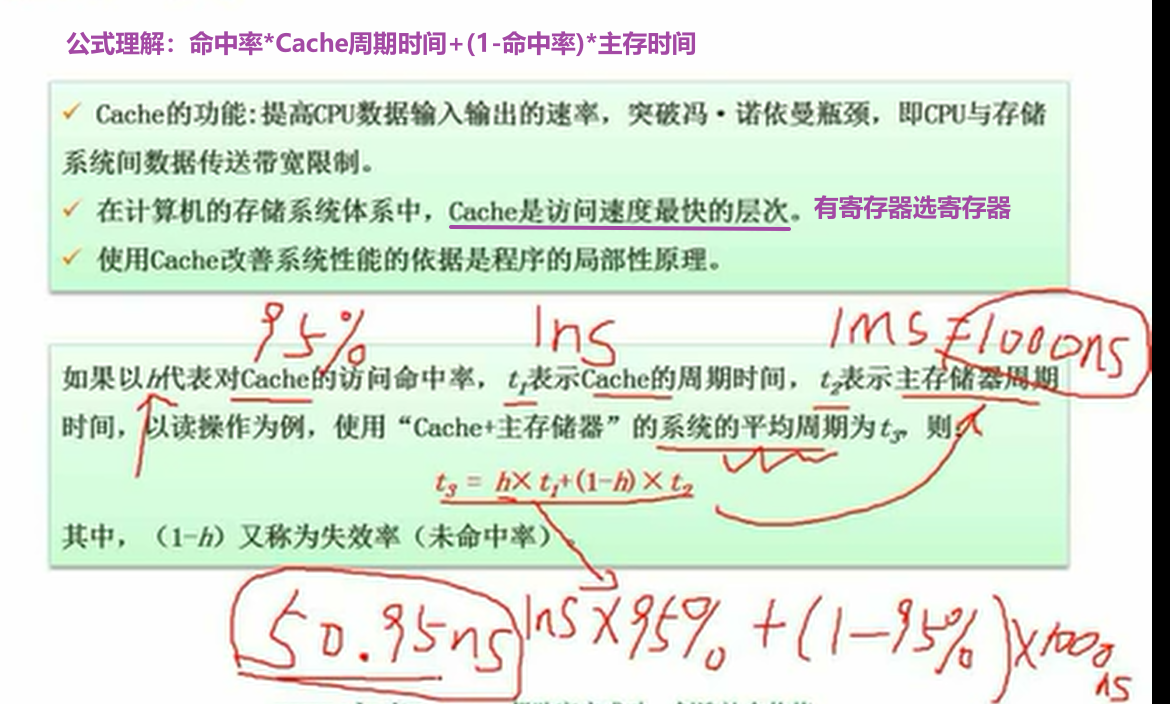 公式理解：命中率*Cache周期时间+(1-命中率)*主存时间
✓ Cache的功能:提高CPU数据输入输出的速率，突破冯·诺依曼瓶颈，即CPU与存储
系统间数据传送带宽限制。
✓ 在计算机的存储系统体系中，Cache是访问速度最快的层次。 有寄存器选寄存器
✓ 使用Cache改善系统性能的依据是程序的局部性原理。
95% 1ns 1ms=1000ns
如果以h代表对Cache的访问命中率，t₁表示Cache的周期时间，t₂表示主存储器周期
时间，以读操作为例，使用“Cache+主存储器”的系统的平均周期为t₃，则：
t₃ = h×t₁+(1-h)×t₂
其中，（1-h）又称为失效率（未命中率）。
50.95ns 1ns×95%+(1-95%)×1000ns